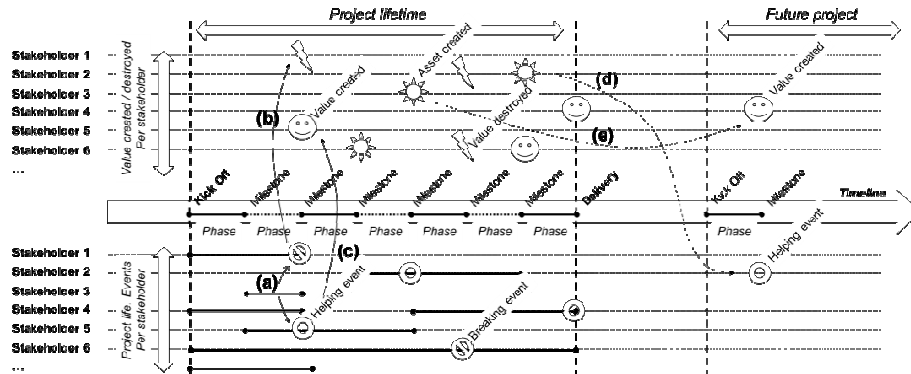 Project lifetime
Future project
Stakeholder 1
Stakeholder 2
Stakeholder 3
Stakeholder 4
Stakeholder 5
Stakeholder 6
...
Value created / destroyed
Per stakeholder
(b)
Value created
Asset created
Value destroyed
(d)
(e)
Value created
Kick Off
Milestone
Milestone
Milestone
Milestone
Milestone
Milestone
Delivery
Kick Off
Milestone
Timeline
Phase
Phase
Phase
Phase
Phase
Phase
Phase
Phase
Stakeholder 1
Stakeholder 2
Stakeholder 3
Stakeholder 4
Stakeholder 5
Stakeholder 6
...
Project life. Events
Per stakeholder
(a)
(c)
Helping event
Breaking event
Helping event